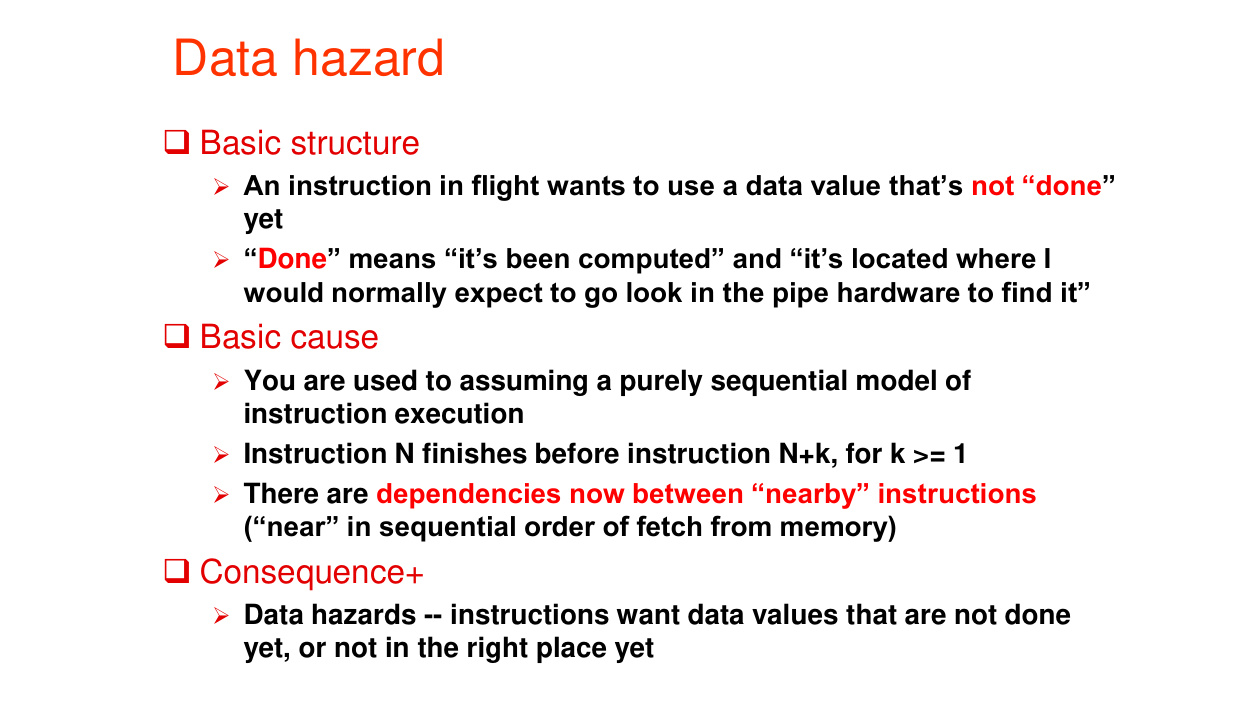 Data hazard
❑ Basic structure
➢ An instruction in flight wants to use a data value that’s not “done”
yet
➢ “Done” means “it’s been computed” and “it’s located where I
would normally expect to go look in the pipe hardware to find it”
❑ Basic cause
➢ You are used to assuming a purely sequential model of
instruction execution
➢ Instruction N finishes before instruction N+k, for k >= 1
➢ There are dependencies now between “nearby” instructions
(“near” in sequential order of fetch from memory)
❑ Consequence+
➢ Data hazards -- instructions want data values that are not done
yet, or not in the right place yet